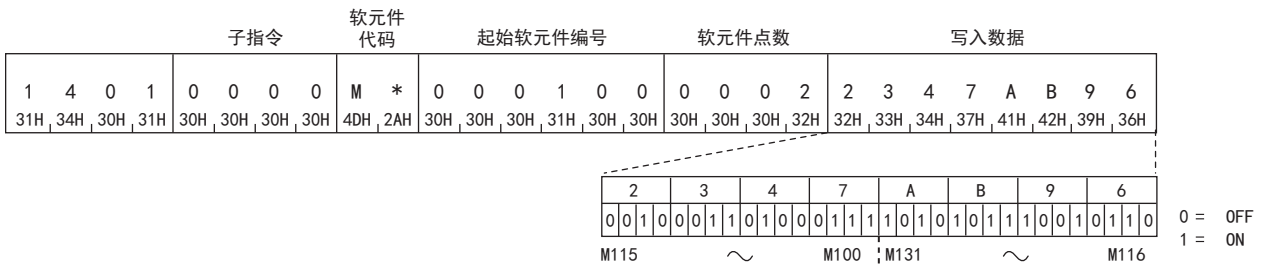 子指令 软元件代码 起始软元件编号 软元件点数 写入数据
1 4 0 1 0 0 0 0 M * 0 0 0 1 0 0 0 0 0 2 2 3 4 7 A B 9 6
31H 34H 30H 31H 30H 30H 30H 30H 4DH 2AH 30H 30H 30H 31H 30H 30H 30H 30H 30H 32H 32H 33H 34H 37H 41H 42H 39H 36H
2 3 4 7 A B 9 6
0 0 1 0 0 0 1 1 0 1 0 0 0 1 1 1 1 0 1 0 1 0 1 1 1 0 0 1 0 1 1 0 0 = OFF
1 = ON
M115 ～ M100 M131 ～ M116